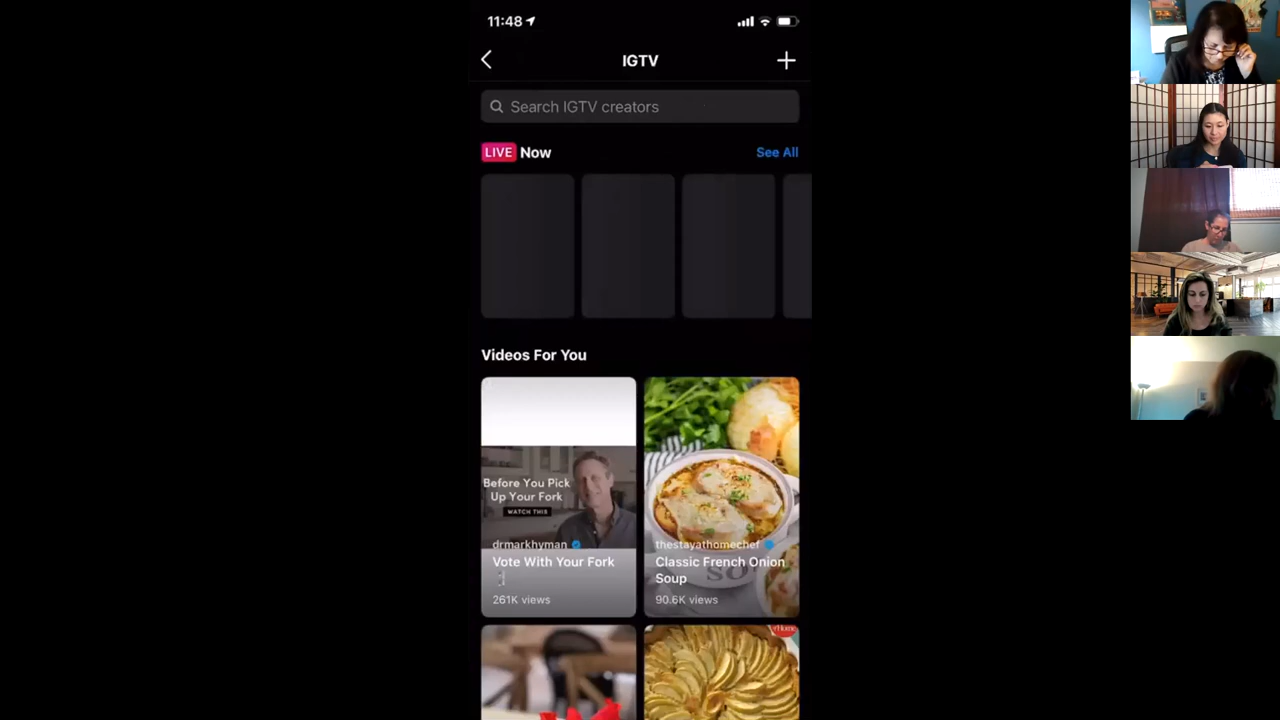 11:48
IGTV
Search IGTV creators
LIVE Now
See All
Videos For You
Before You Pick
Up Your Fork
WATCH THIS
drmarkhyman
Vote With Your Fork
261K views
thestayathomechef
Classic French Onion
Soup
90.6K views